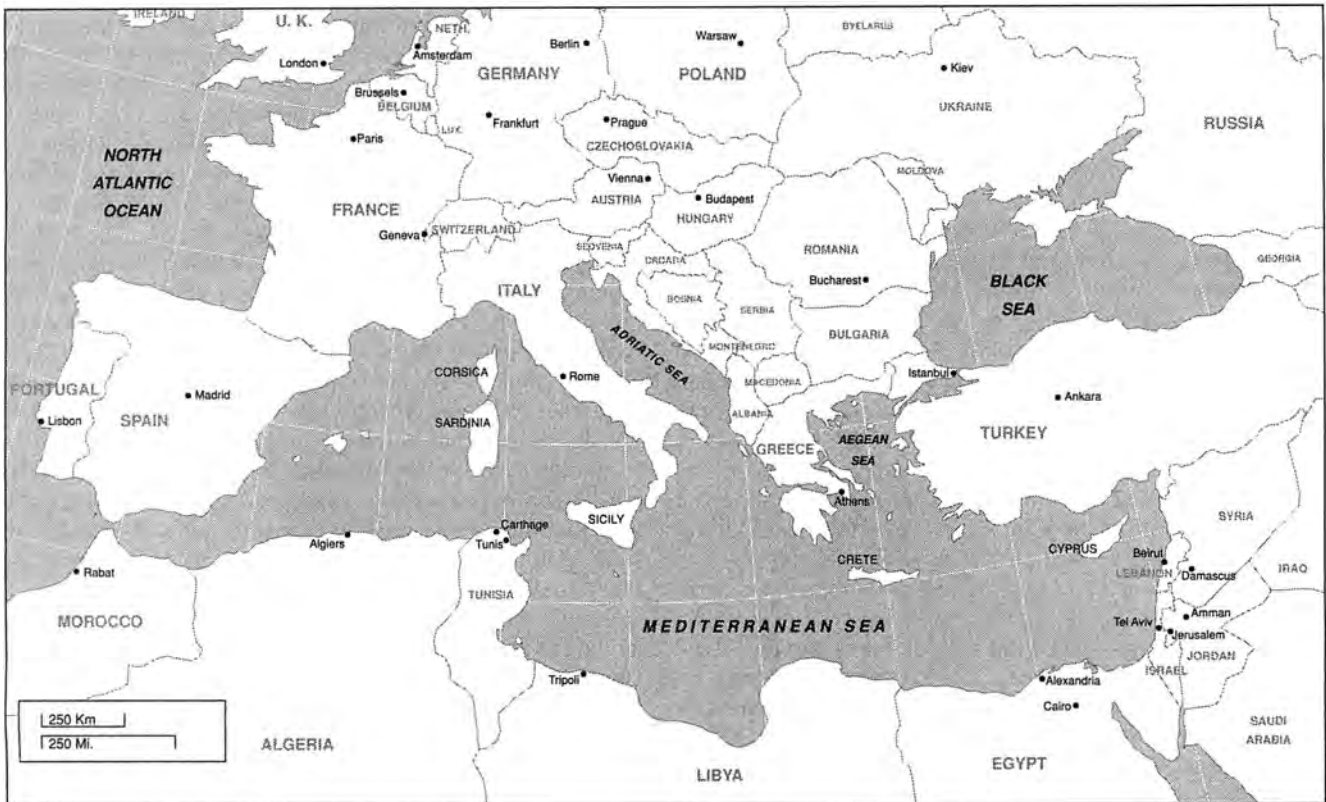 IRELAND
U. K.
NETH.
London
Amsterdam
Berlin
GERMANY
Warsaw
POLAND
BYELARUS
Kiev
UKRAINE
RUSSIA
Brussels
BELGIUM
LUX.
Frankfurt
Prague
CZECHOSLOVAKIA
Paris
NORTH
ATLANTIC
OCEAN
FRANCE
Geneva
SWITZERLAND
Vienna
AUSTRIA
Budapest
HUNGARY
MOLDOVA
SLOVENIA
CROATIA
ROMANIA
Bucharest
BOSNIA
SERBIA
ITALY
BLACK
SEA
GEORGIA
BULGARIA
MONTENEGRO
ADRIATIC SEA
CORSICA
Rome
MACEDONIA
Istanbul
Ankara
PORTUGAL
Lisbon
Madrid
SPAIN
SARDINIA
ALBANIA
GREECE
AEGEAN
SEA
TURKEY
Athens
SICILY
Carthage
Tunis
Algiers
CRETE
CYPRUS
SYRIA
Beirut
LEBANON
Damascus
IRAQ
Rabat
MOROCCO
TUNISIA
MEDITERRANEAN SEA
Amman
Tel Aviv
Jerusalem
JORDAN
ISRAEL
Tripoli
Alexandria
Cairo
250 Km
250 Mi.
ALGERIA
LIBYA
EGYPT
SAUDI
ARABIA